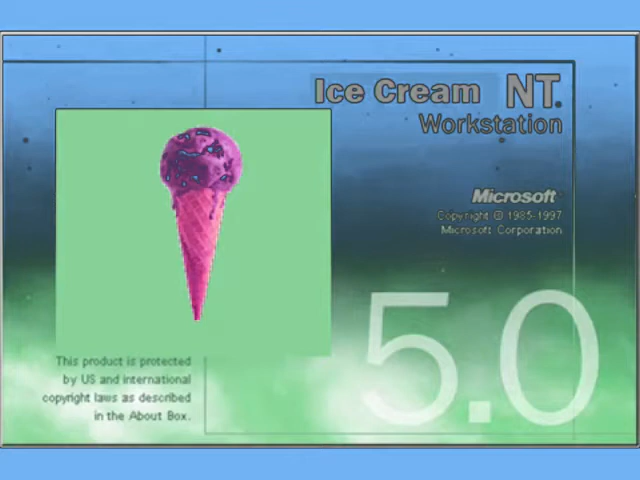 Ice Cream NT.
Workstation
Microsoft
Copyright © 1985-1997
Microsoft Corporation
5.0
This product is protected
by US and international
copyright laws as described
in the About Box.